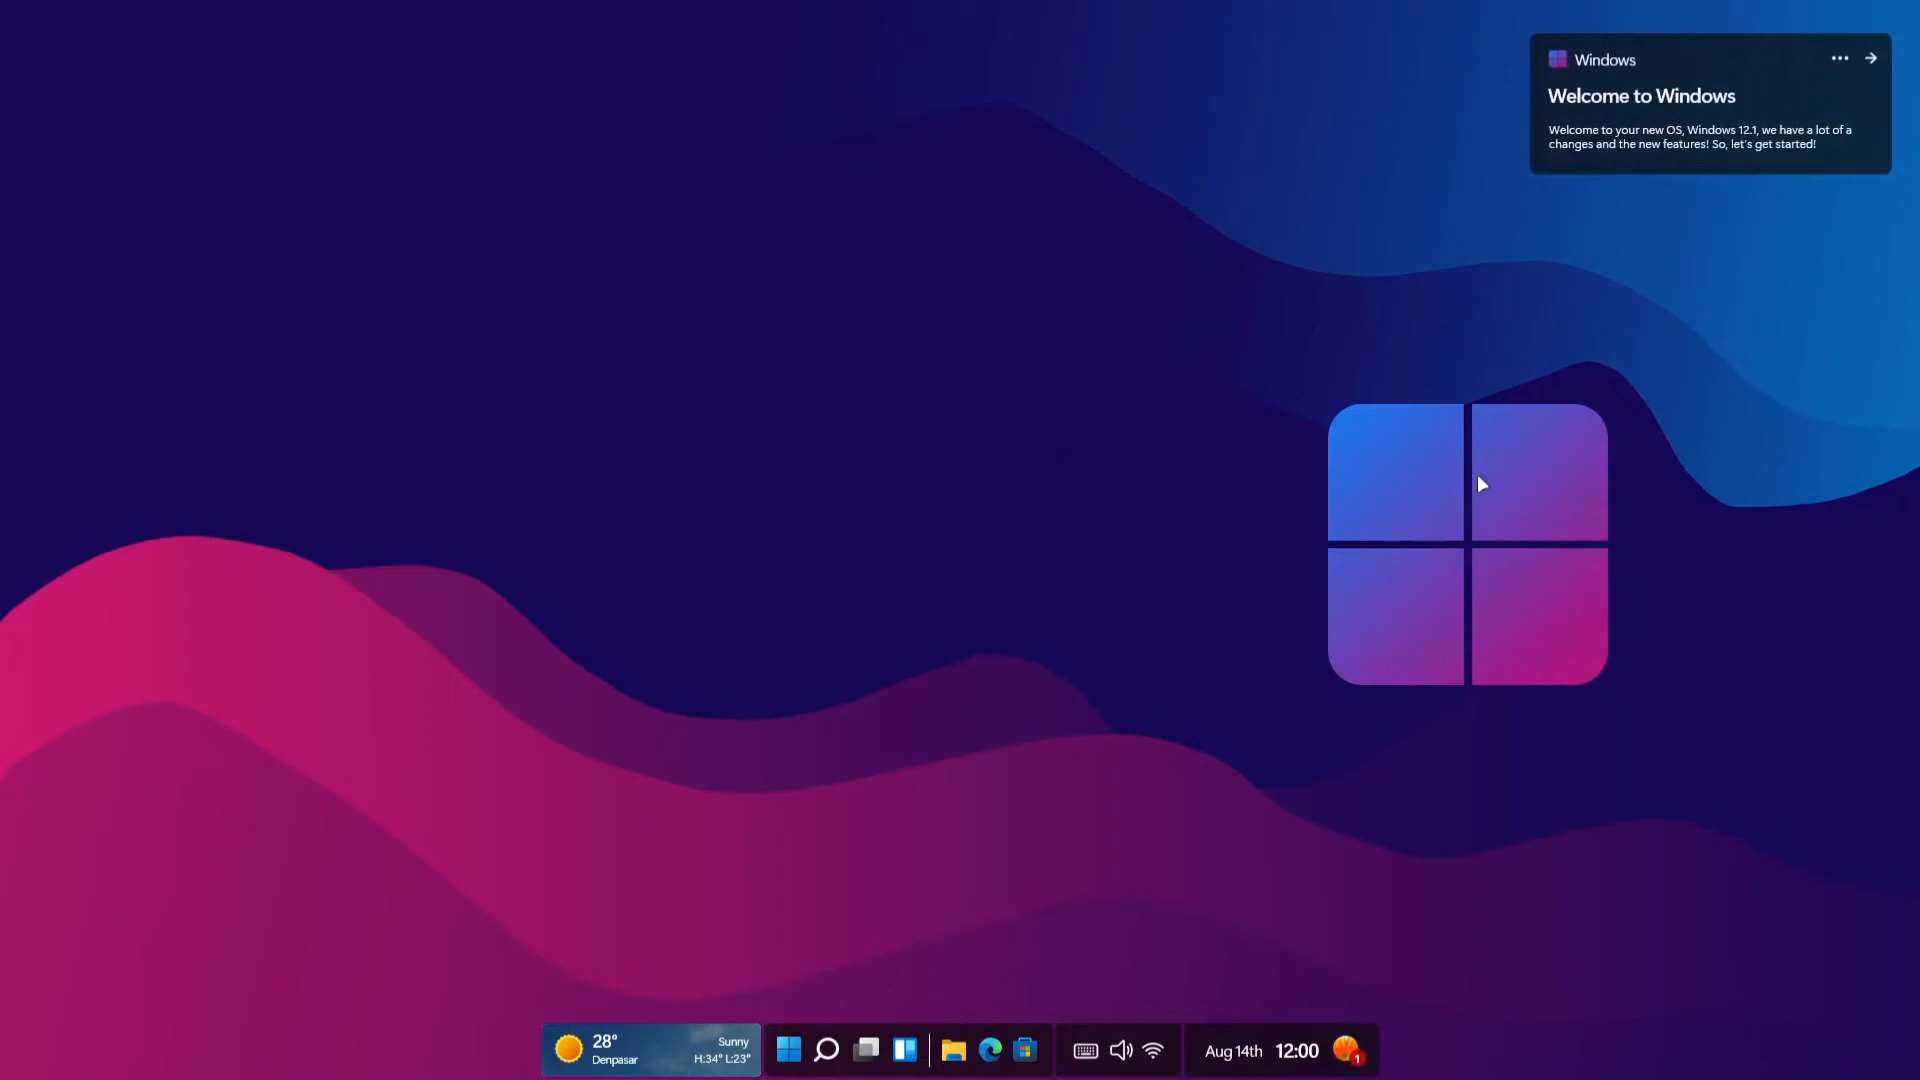 Windows
Welcome to Windows
Welcome to your new OS, Windows 12.1, we have a lot of a
changes and the new features! So, let's get started!
28°
Denpasar
Sunny
H:34° L:23°
Aug 14th 12:00
1